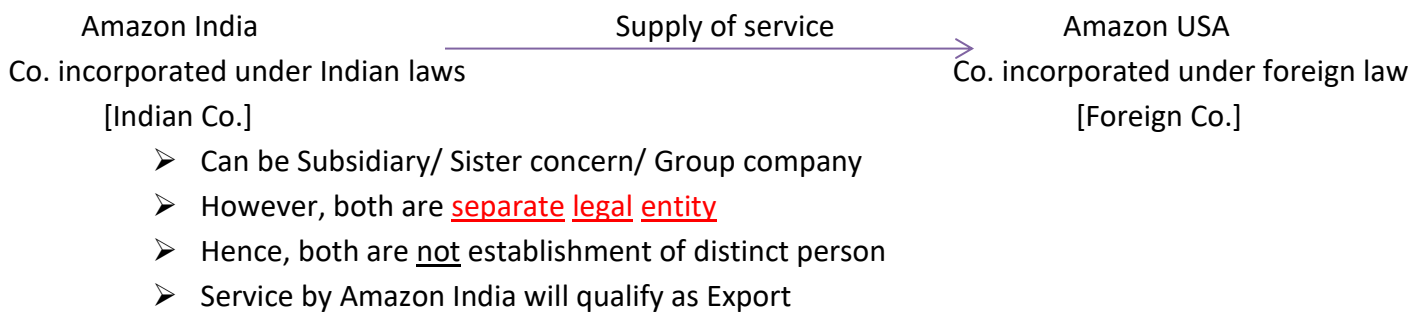 Amazon India Supply of service Amazon USA
Co. incorporated under Indian laws Co. incorporated under foreign law
[Indian Co.] [Foreign Co.]
➢ Can be Subsidiary/ Sister concern/ Group company
➢ However, both are separate legal entity
➢ Hence, both are not establishment of distinct person
➢ Service by Amazon India will qualify as Export